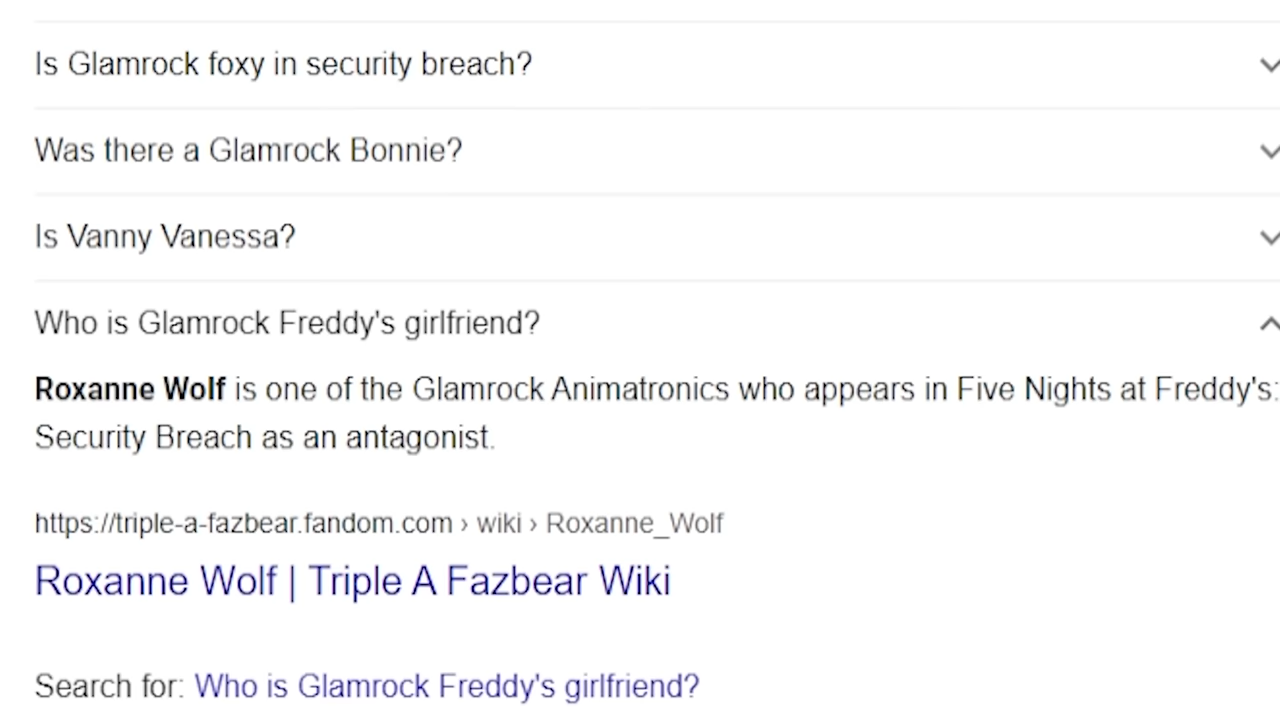 Is Glamrock foxy in security breach?
Was there a Glamrock Bonnie?
Is Vanny Vanessa?
Who is Glamrock Freddy's girlfriend?
Roxanne Wolf is one of the Glamrock Animatronics who appears in Five Nights at Freddy's:
Security Breach as an antagonist.
https://triple-a-fazbear.fandom.com › wiki › Roxanne_Wolf
Roxanne Wolf | Triple A Fazbear Wiki
Search for: Who is Glamrock Freddy's girlfriend?